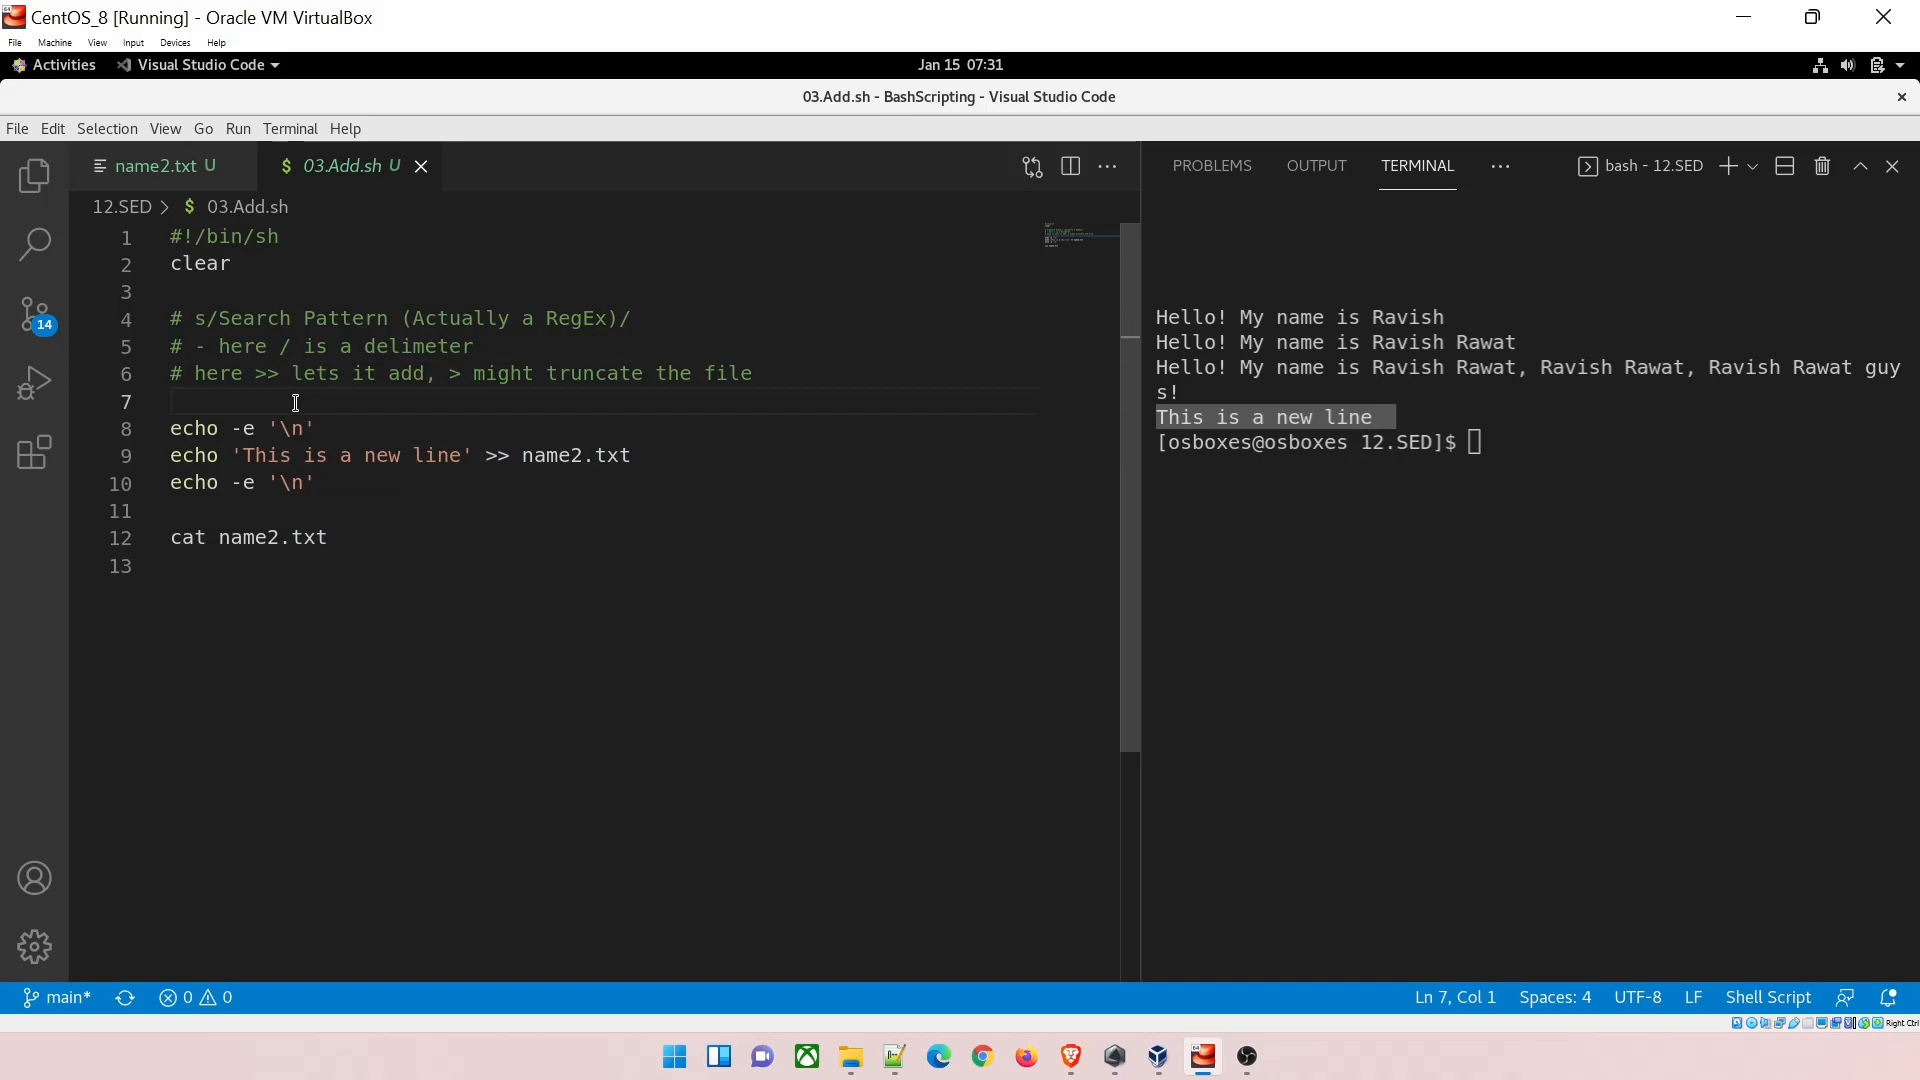 CentOS_8 [Running] - Oracle VM VirtualBox
File Machine View Input Devices Help
Activities Visual Studio Code Jan 15 07:31
03.Add.sh - BashScripting - Visual Studio Code
File Edit Selection View Go Run Terminal Help
name2.txt U $ 03.Add.sh U
12.SED > $ 03.Add.sh
1 #!/bin/sh
2 clear
3
4 # s/Search Pattern (Actually a RegEx)/
5 # - here / is a delimeter
6 # here >> lets it add, > might truncate the file
7
8 echo -e '\n'
9 echo 'This is a new line' >> name2.txt
10 echo -e '\n'
11
12 cat name2.txt
13
14
PROBLEMS OUTPUT TERMINAL ··· bash - 12.SED
Hello! My name is Ravish
Hello! My name is Ravish Rawat
Hello! My name is Ravish Rawat, Ravish Rawat, Ravish Rawat guy
s!
This is a new line
[osboxes@osboxes 12.SED]$
main* 0 0 Ln 7, Col 1 Spaces: 4 UTF-8 LF Shell Script
Right Ctrl